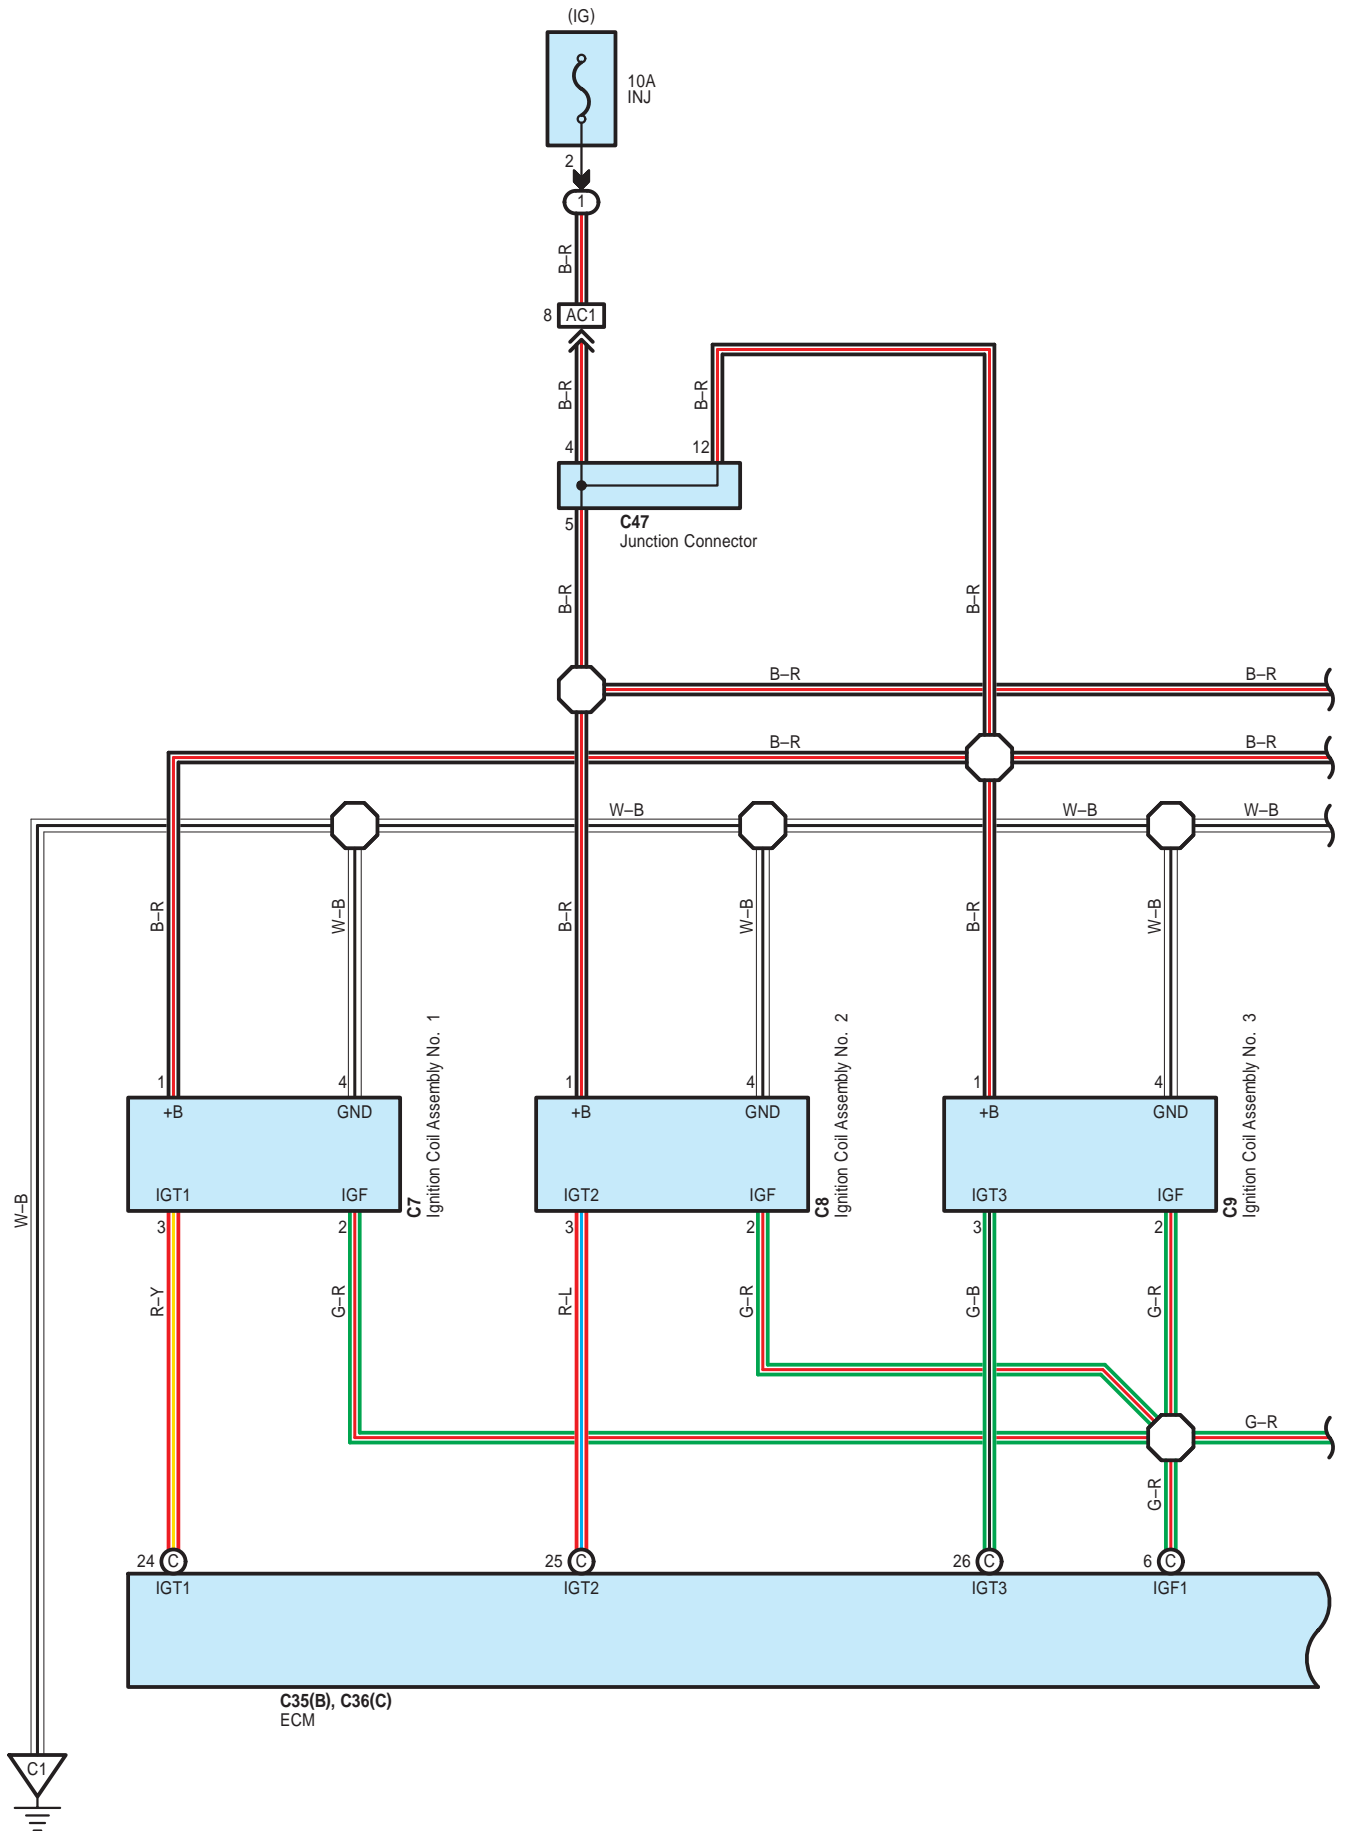 (IG)
10A
INJ
2
1
B–R
8
AC1
B–R
B–R
4
12
5
C47
Junction Connector
B–R
B–R
B–R
B–R
B–R
B–R
W–B
W–B
W–B
B–R
W–B
B–R
W–B
B–R
W–B
1
4
1
4
1
4
+B
GND
+B
GND
+B
GND
IGT1
IGF
IGT2
IGF
IGT3
IGF
C7
Ignition Coil Assembly No. 1
C8
Ignition Coil Assembly No. 2
C9
Ignition Coil Assembly No. 3
W–B
3
2
3
2
3
2
R–Y
G–R
R–L
G–R
G–B
G–R
G–R
G–R
24
C
25
C
26
C
6
C
IGT1
IGT2
IGT3
IGF1
C35(B), C36(C)
ECM
C1